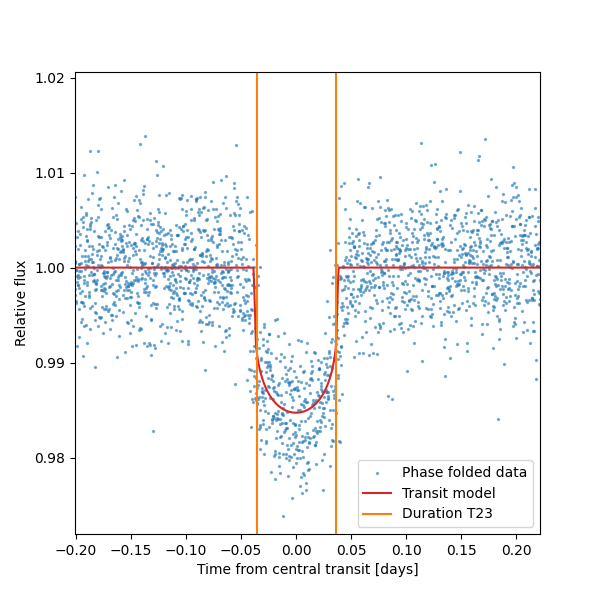 1.02
1.01
1.00
0.99
0.98
Relative flux
Phase folded data
Transit model
Duration T23
−0.20 −0.15 −0.10 −0.05 0.00 0.05 0.10 0.15 0.20
Time from central transit [days]